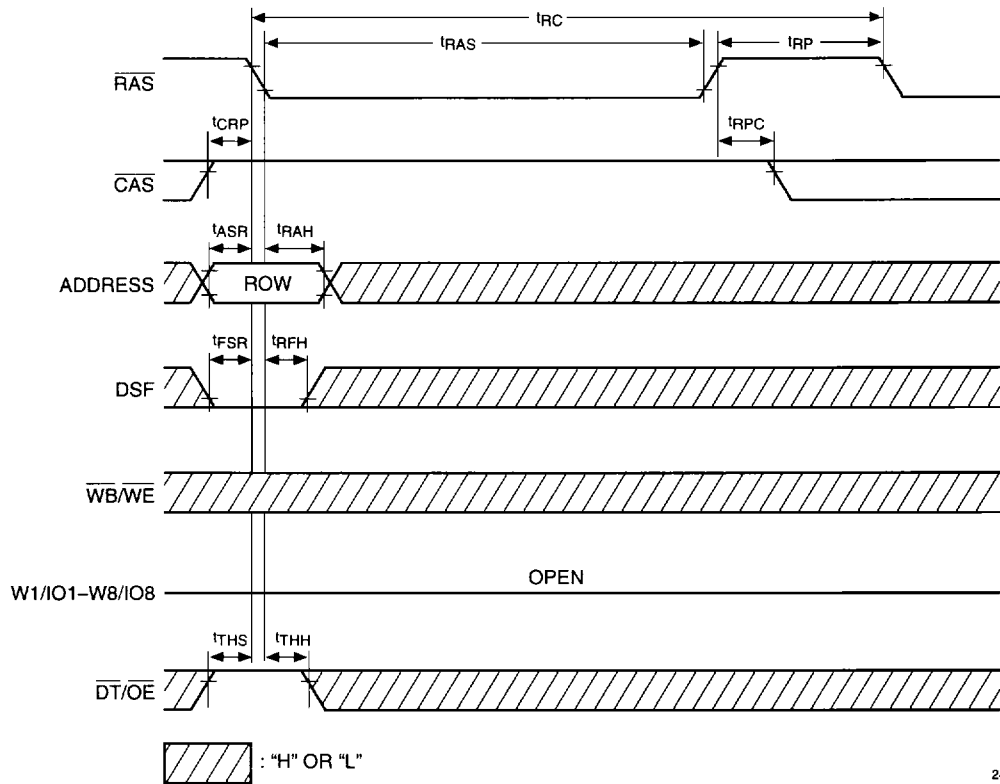 tRC
tRAS
tRP
RAS
tCRP
tRPC
CAS
tASR
tRAH
ADDRESS
ROW
tFSR
tRFH
DSF
WB/WE
OPEN
W1/IO1–W8/IO8
tTHS
tTHH
DT/OE
: “H” OR “L”